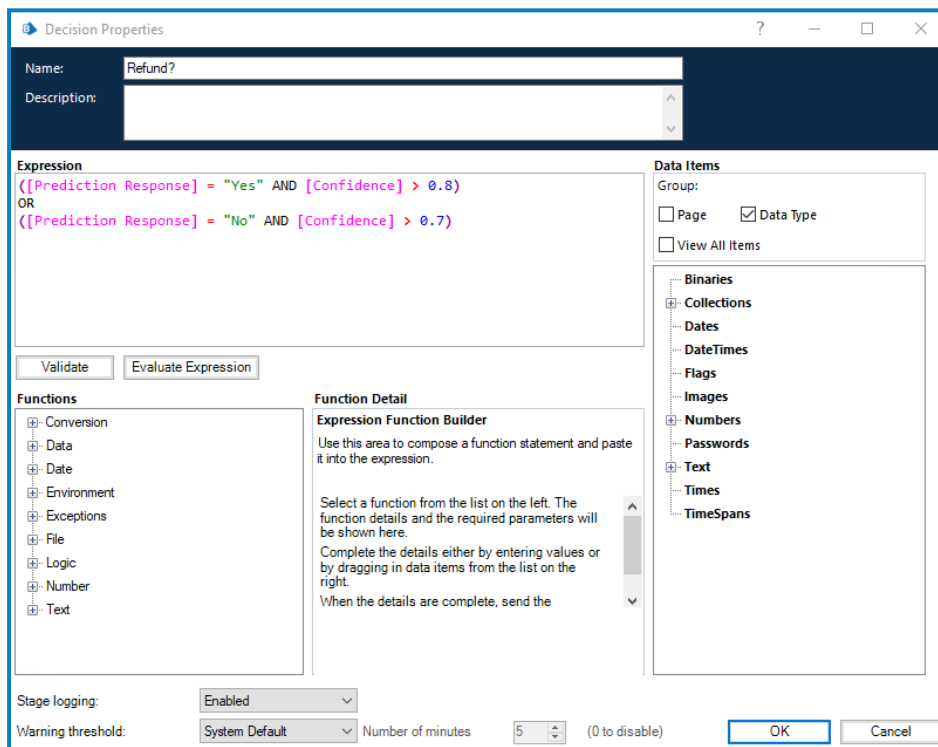 Decision Properties
Name: Refund?
Description:
Expression
([Prediction Response] = "Yes" AND [Confidence] > 0.8)
OR
([Prediction Response] = "No" AND [Confidence] > 0.7)
Validate Evaluate Expression
Data Items
Group:
Page Data Type
View All Items
Binaries
Collections
Dates
DateTimes
Flags
Images
Numbers
Passwords
Text
Times
TimeSpans
Functions
Conversion
Data
Date
Environment
Exceptions
File
Logic
Number
Text
Function Detail
Expression Function Builder
Use this area to compose a function statement and paste
it into the expression.
Select a function from the list on the left. The
function details and the required parameters will
be shown here.
Complete the details either by entering values or
by dragging in data items from the list on the
right.
When the details are complete, send the
Stage logging: Enabled
Warning threshold: System Default Number of minutes 5 (0 to disable) OK Cancel